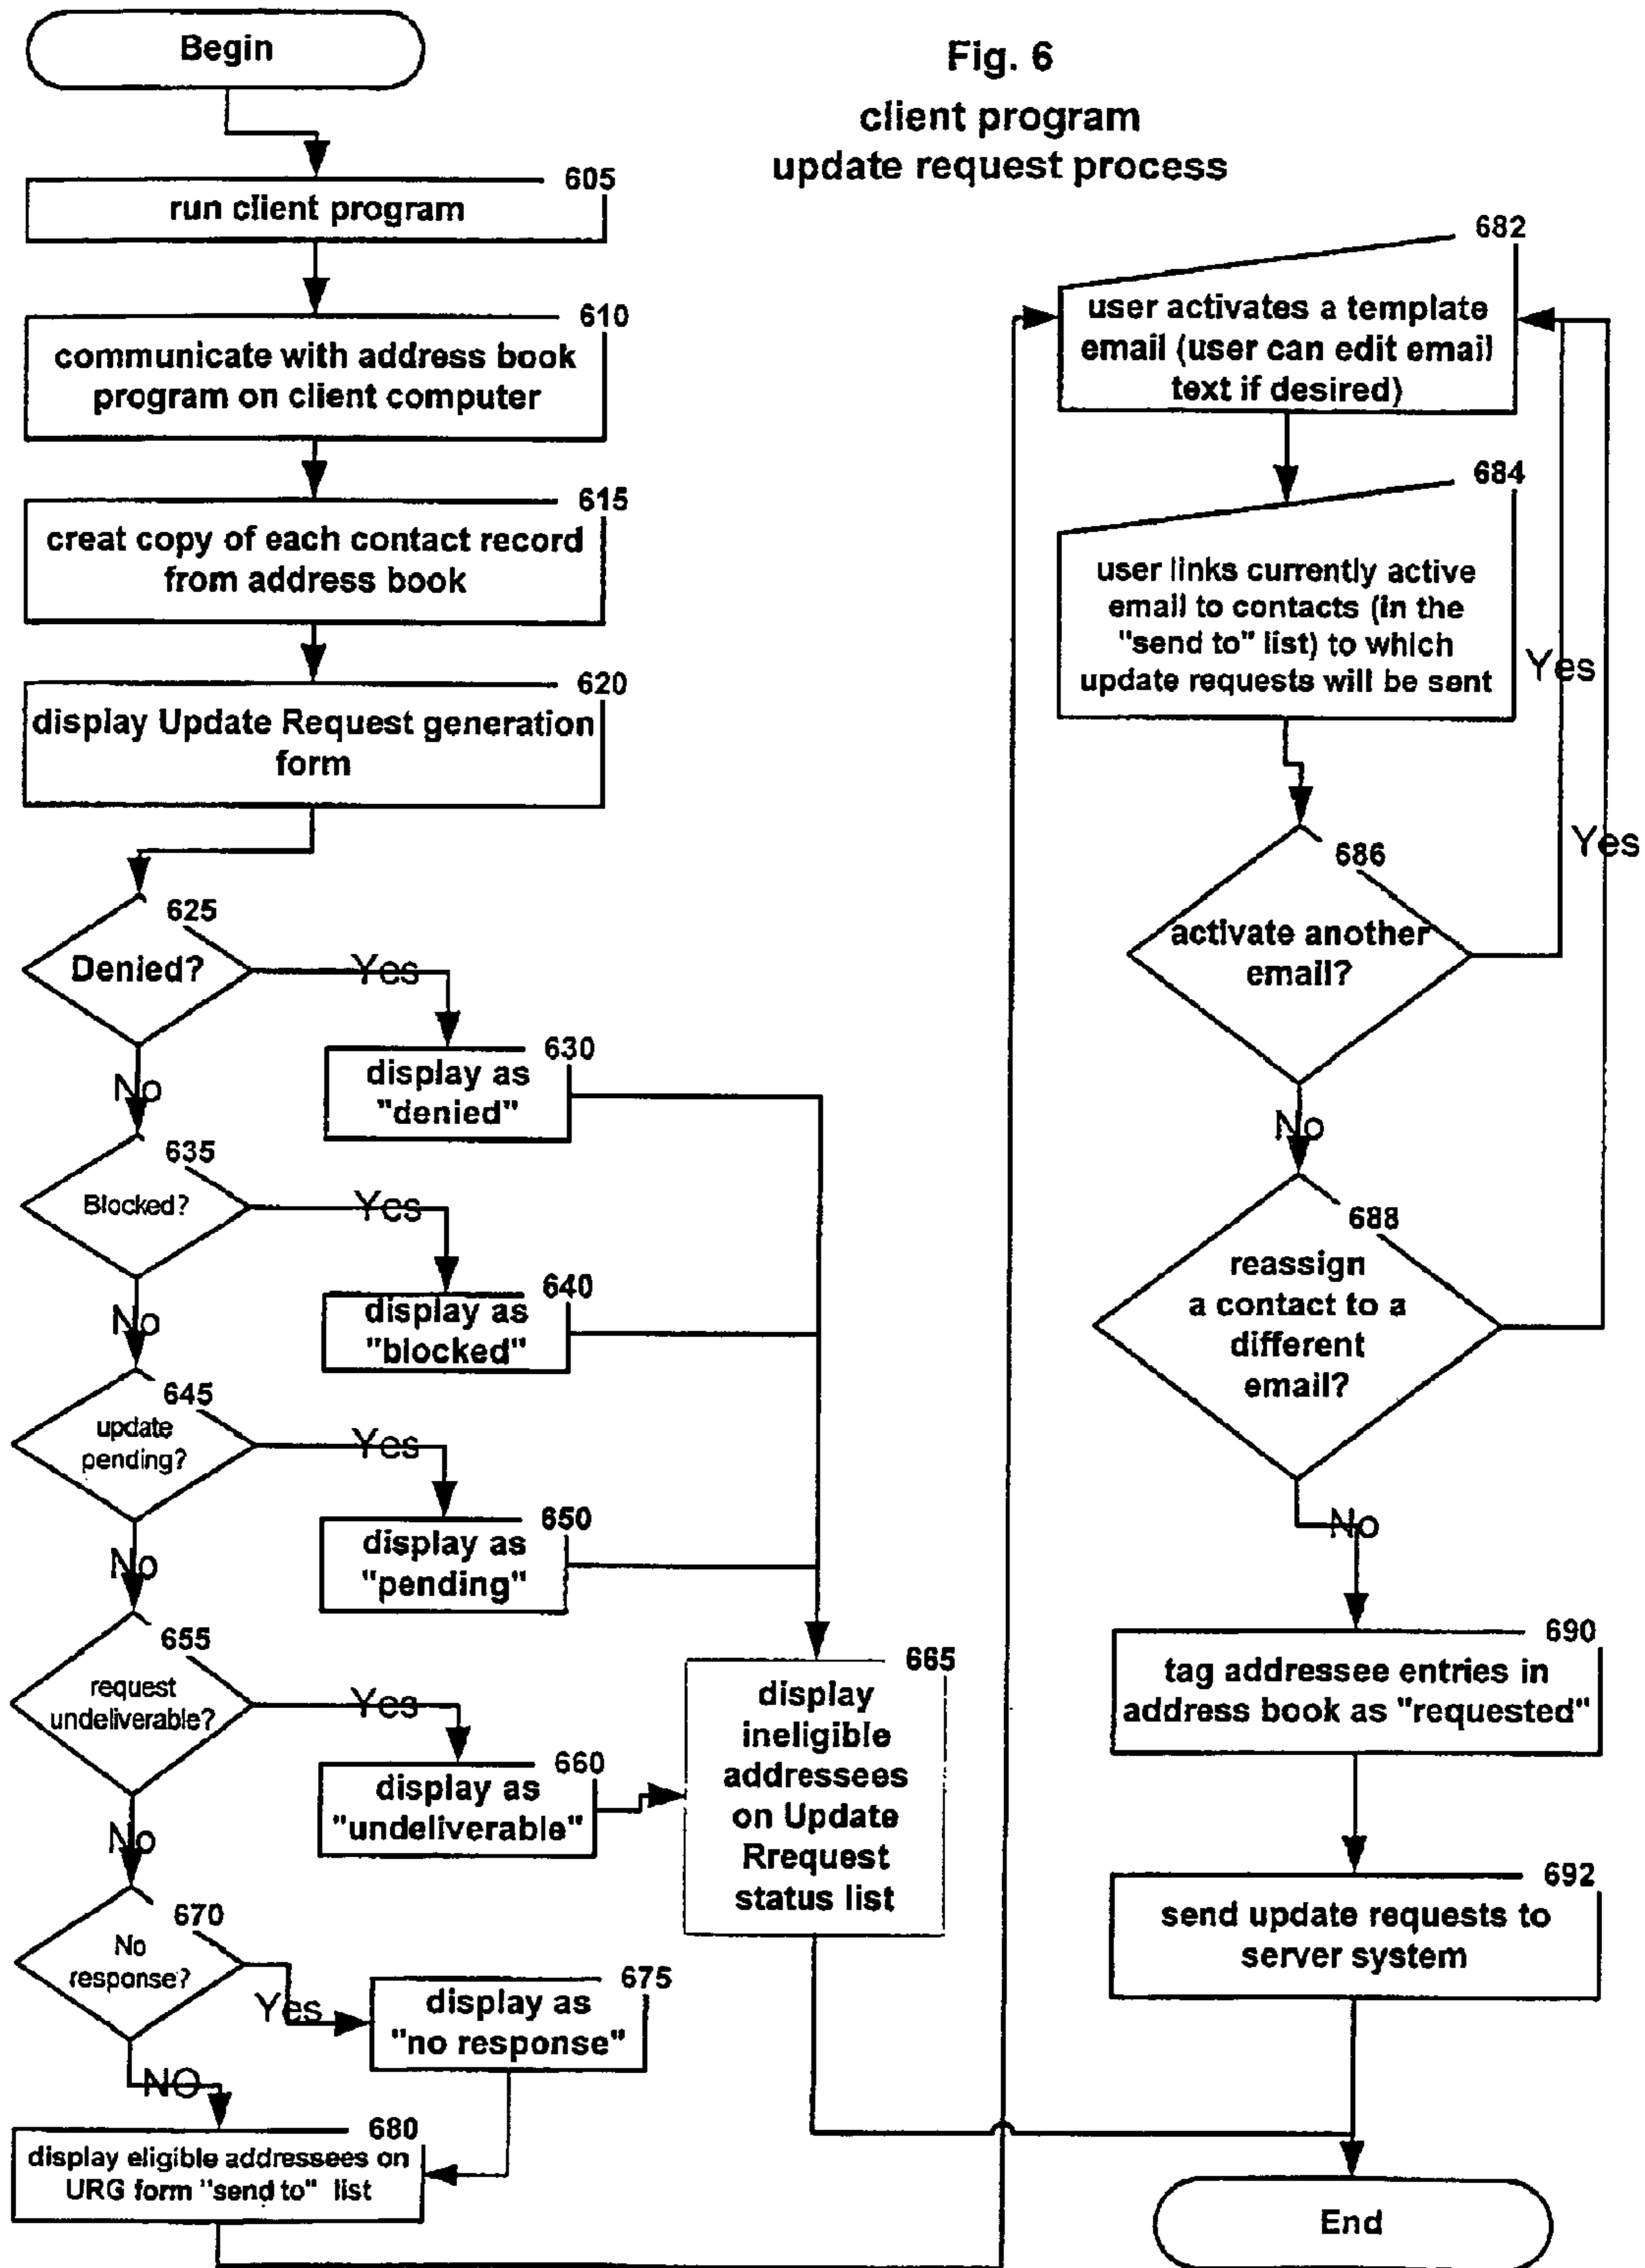 Begin
Fig. 6
client program
update request process
605
run client program
610
communicate with address book
program on client computer
615
creat copy of each contact record
from address book
620
display Update Request generation
form
625
Denied?
Yes
No
630
display as
"denied"
635
Blocked?
Yes
No
640
display as
"blocked"
645
update
pending?
Yes
No
650
display as
"pending"
655
request
undeliverable?
Yes
No
660
display as
"undeliverable"
665
display
ineligible
addressees
on Update
Rrequest
status list
670
No
response?
Yes
NO
675
display as
"no response"
680
display eligible addressees on
URG form "send to" list
682
user activates a template
email (user can edit email
text if desired)
684
user links currently active
email to contacts (in the
"send to" list) to which
update requests will be sent
Yes
Yes
686
activate another
email?
No
688
reassign
a contact to a
different
email?
No
690
tag addressee entries in
address book as "requested"
692
send update requests to
server system
End